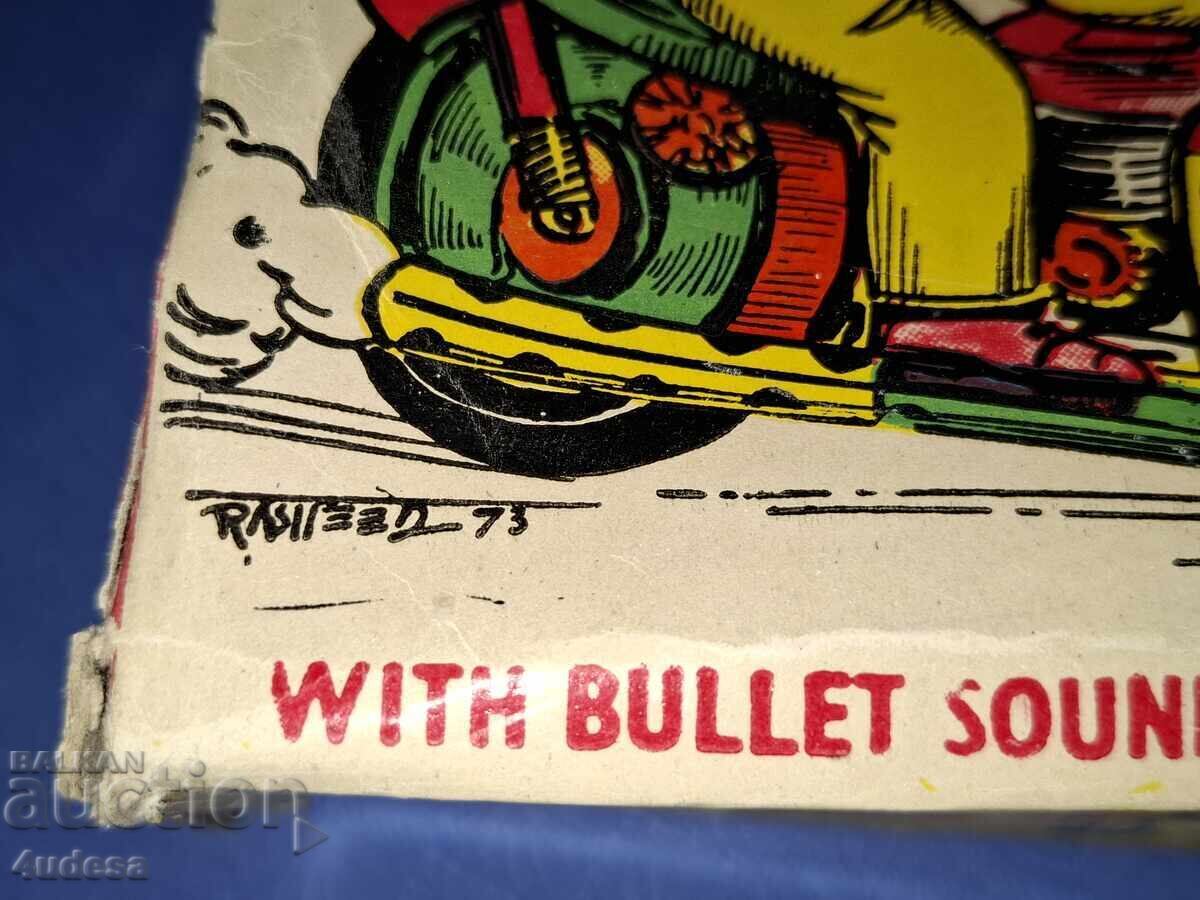 RASHEED 73
WITH BULLET SOUN
BALKAN
auction
4udesa